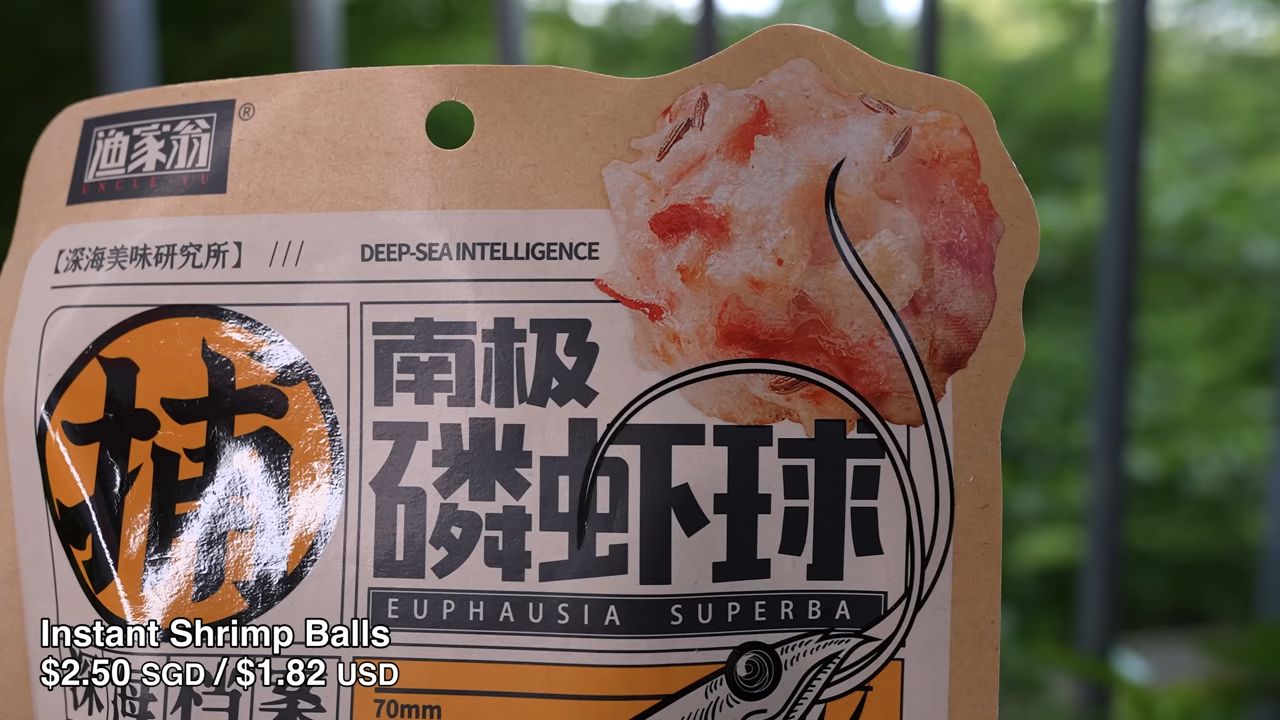 渔家翁®
UNCLE·YU
【深海美味研究所】 /// DEEP-SEA INTELLIGENCE
捕
南极
磷虾球
EUPHAUSIA SUPERBA
70mm
Instant Shrimp Balls
$2.50 SGD / $1.82 USD